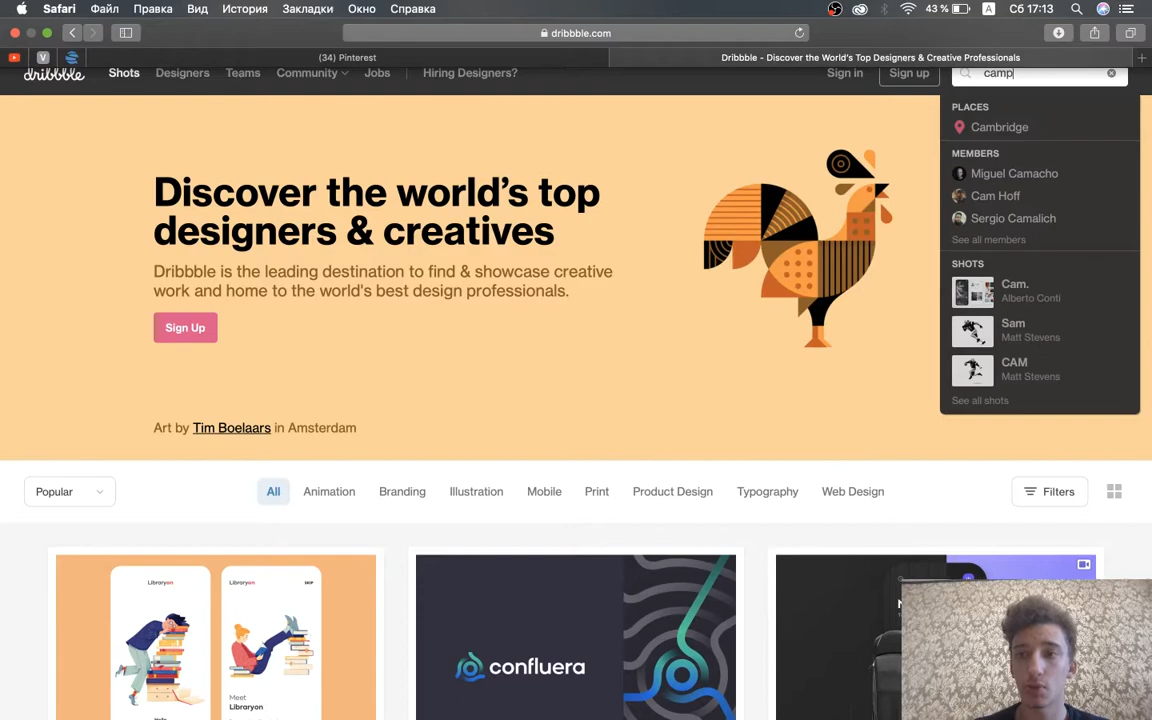 Safari Файл Правка Вид История Закладки Окно Справка 43 % A Сб 17:13
dribbble.com
V (34) Pinterest Dribbble - Discover the World's Top Designers & Creative Professionals
dribbble Shots Designers Teams Community Jobs Hiring Designers? Sign in Sign up camp
PLACES
Cambridge
MEMBERS
Miguel Camacho
Cam Hoff
Sergio Camalich
See all members
SHOTS
Cam.
Alberto Conti
Sam
Matt Stevens
CAM
Matt Stevens
See all shots
Discover the world's top
designers & creatives
Dribbble is the leading destination to find & showcase creative
work and home to the world's best design professionals.
Sign Up
Art by Tim Boelaars in Amsterdam
Popular All Animation Branding Illustration Mobile Print Product Design Typography Web Design Filters
Libraryon Libraryon SKIP
Meet
Libraryon
confluera